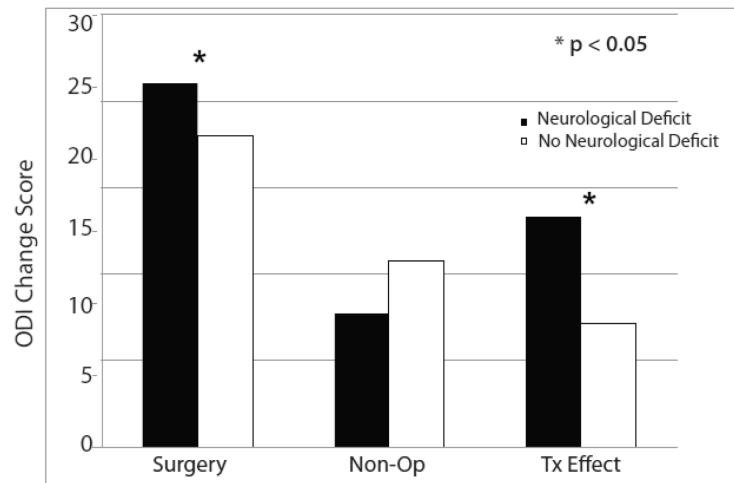 30
* p < 0.05
*
25
■ Neurological Deficit
□ No Neurological Deficit
20
*
15
ODI Change Score
10
5
0
Surgery
Non-Op
Tx Effect